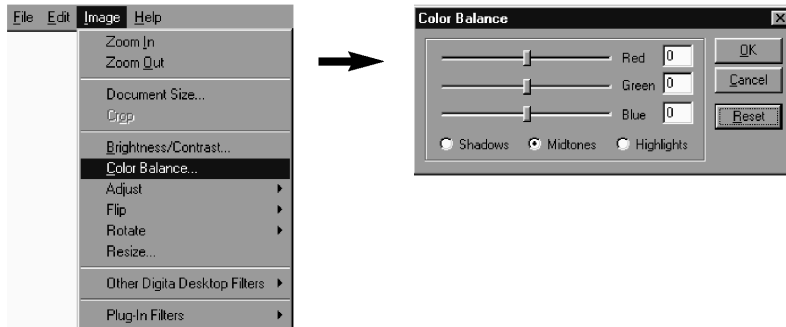 File Edit Image Help
Zoom In
Zoom Out
Document Size...
Crop
Brightness/Contrast...
Color Balance...
Adjust
Flip
Rotate
Resize...
Other Digita Desktop Filters
Plug-In Filters
Color Balance
Red 0
Green 0
Blue 0
Shadows Midtones Highlights
OK
Cancel
Reset